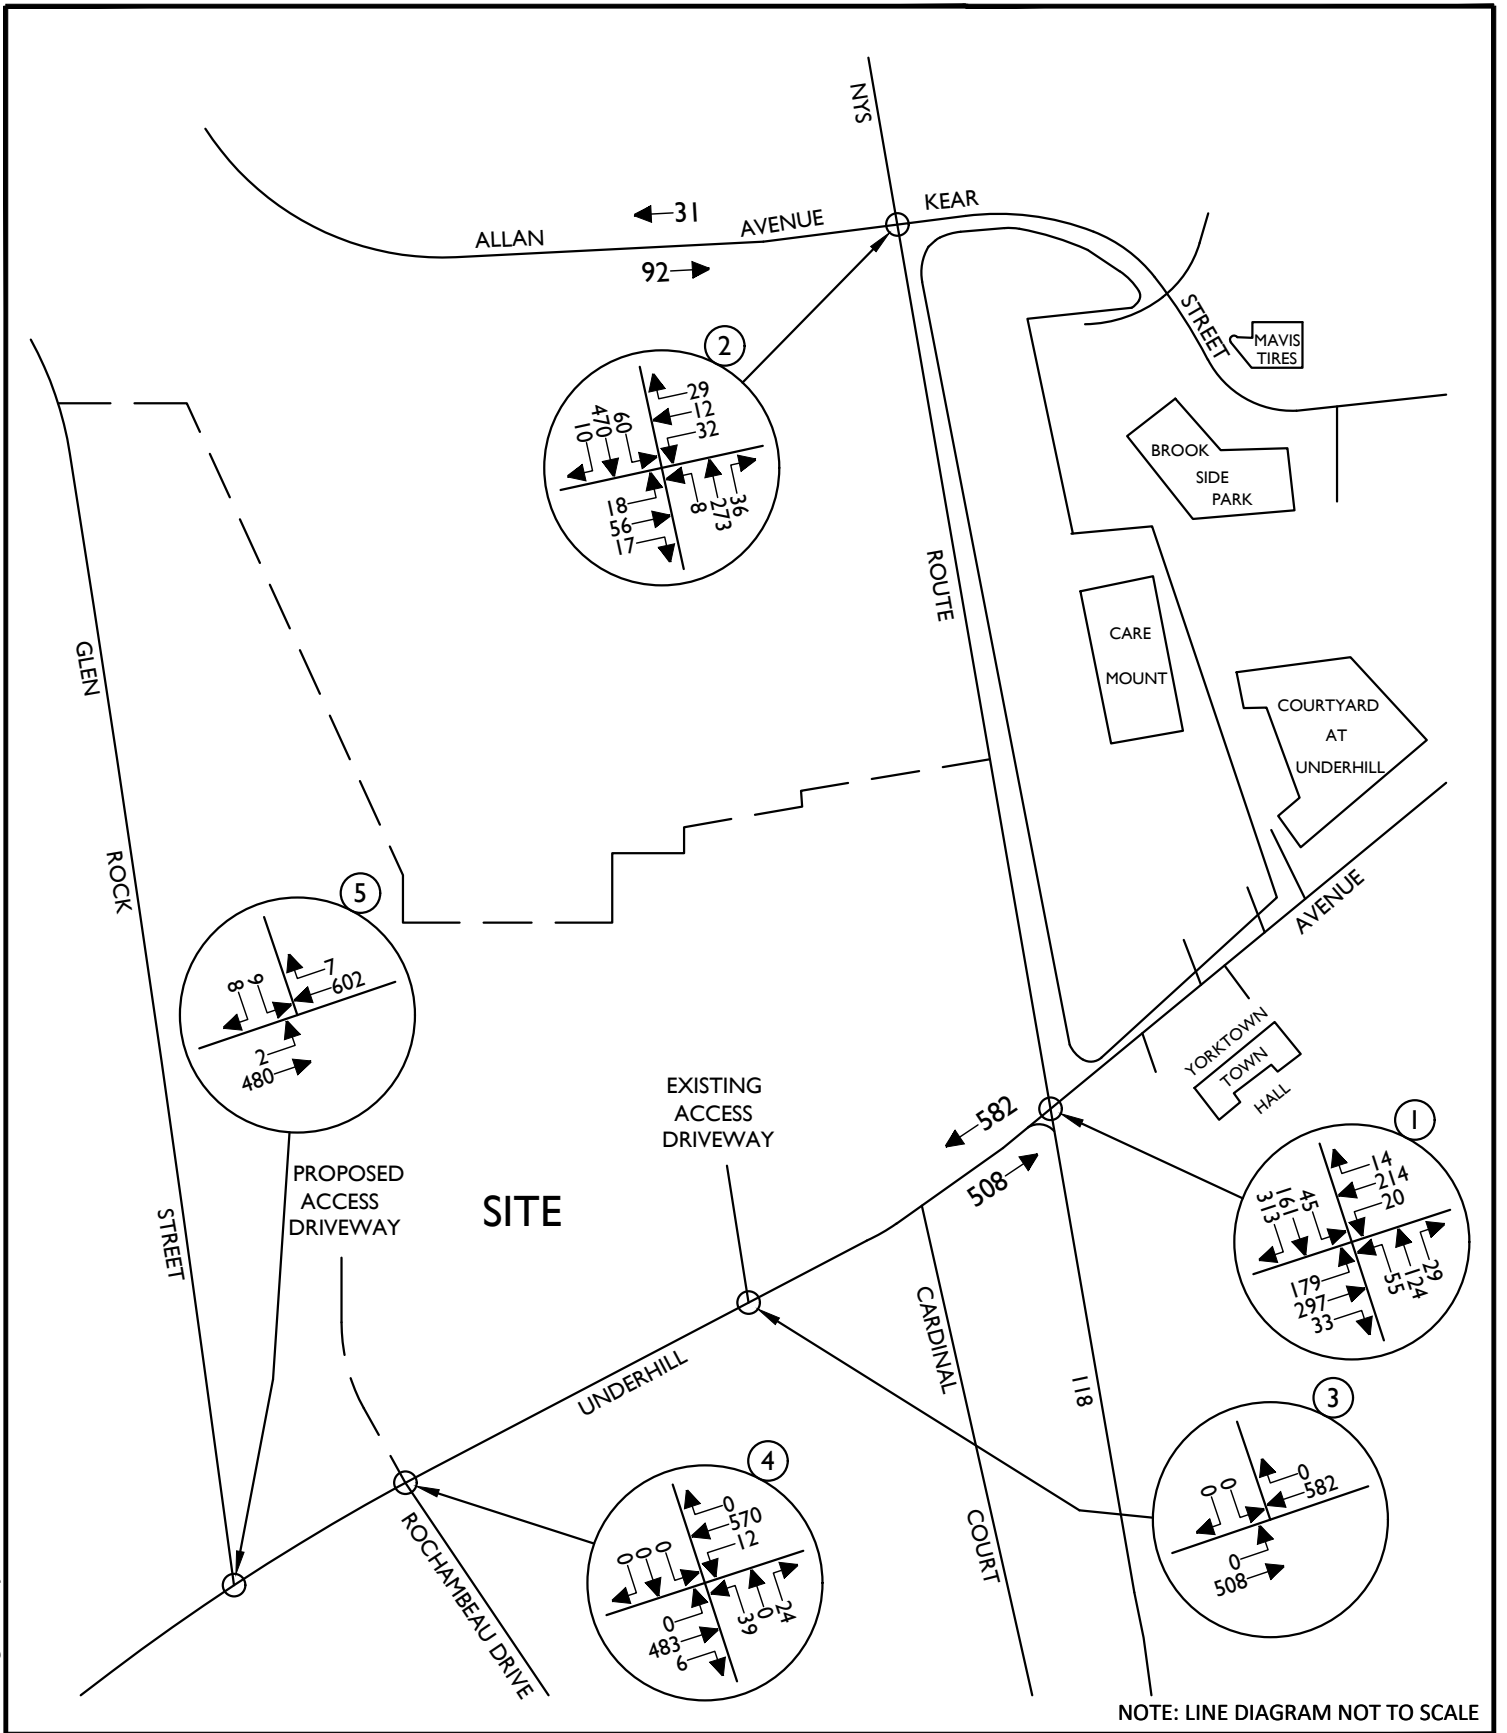 NYS
KEAR
31
AVENUE
ALLAN
92
STREET
MAVIS
TIRES
2
29
12
32
10
470
60
18
56
17
8
273
36
BROOK
SIDE
PARK
ROUTE
CARE
MOUNT
GLEN
COURTYARD
AT
UNDERHILL
ROCK
AVENUE
5
7
602
8
9
2
480
YORKTOWN
TOWN
HALL
EXISTING
ACCESS
DRIVEWAY
582
508
1
14
214
20
313
161
45
179
297
33
55
124
29
PROPOSED
ACCESS
DRIVEWAY
SITE
STREET
CARDINAL
UNDERHILL
118
3
0
582
0
0
0
508
4
0
570
12
0
0
0
0
483
6
39
0
24
COURT
ROCHAMBEAU DRIVE
NOTE: LINE DIAGRAM NOT TO SCALE